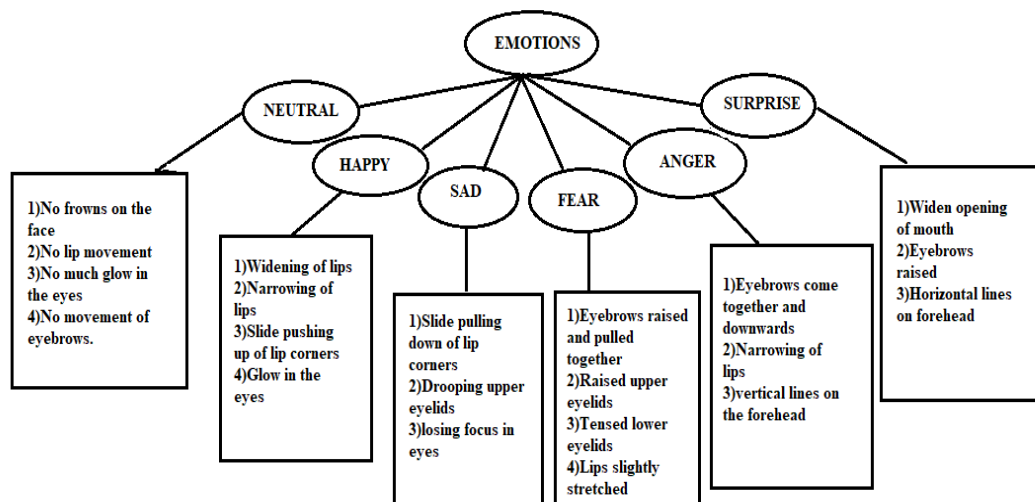 EMOTIONS
NEUTRAL
SURPRISE
HAPPY
ANGER
SAD
FEAR
1)No frowns on the
face
2)No lip movement
3)No much glow in
the eyes
4)No movement of
eyebrows.
1)Widening of lips
2)Narrowing of
lips
3)Slide pushing
up of lip corners
4)Glow in the
eyes
1)Slide pulling
down of lip
corners
2)Drooping upper
eyelids
3)losing focus in
eyes
1)Eyebrows raised
and pulled
together
2)Raised upper
eyelids
3)Tensed lower
eyelids
4)Lips slightly
stretched
1)Eyebrows come
together and
downwards
2)Narrowing of
lips
3)vertical lines on
the forehead
1)Widen opening
of mouth
2)Eyebrows
raised
3)Horizontal lines
on forehead